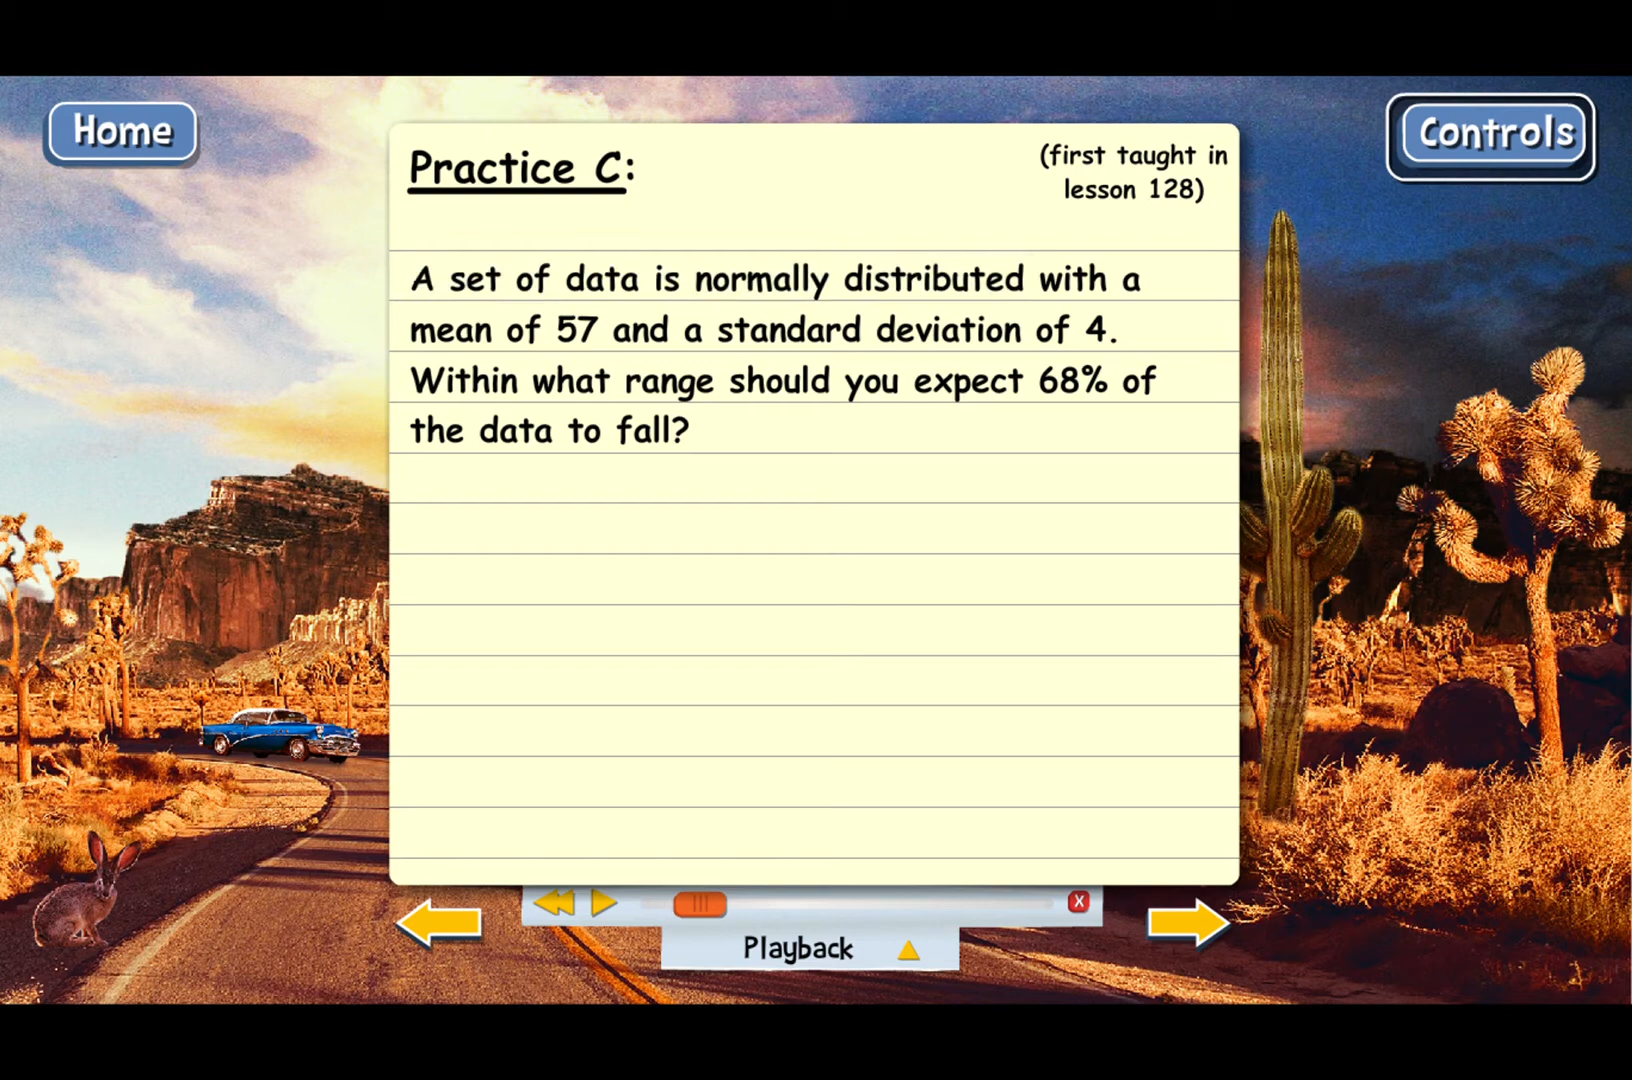 Home
Controls
Practice C:
(first taught in
lesson 128)
A set of data is normally distributed with a
mean of 57 and a standard deviation of 4.
Within what range should you expect 68% of
the data to fall?
X
Playback